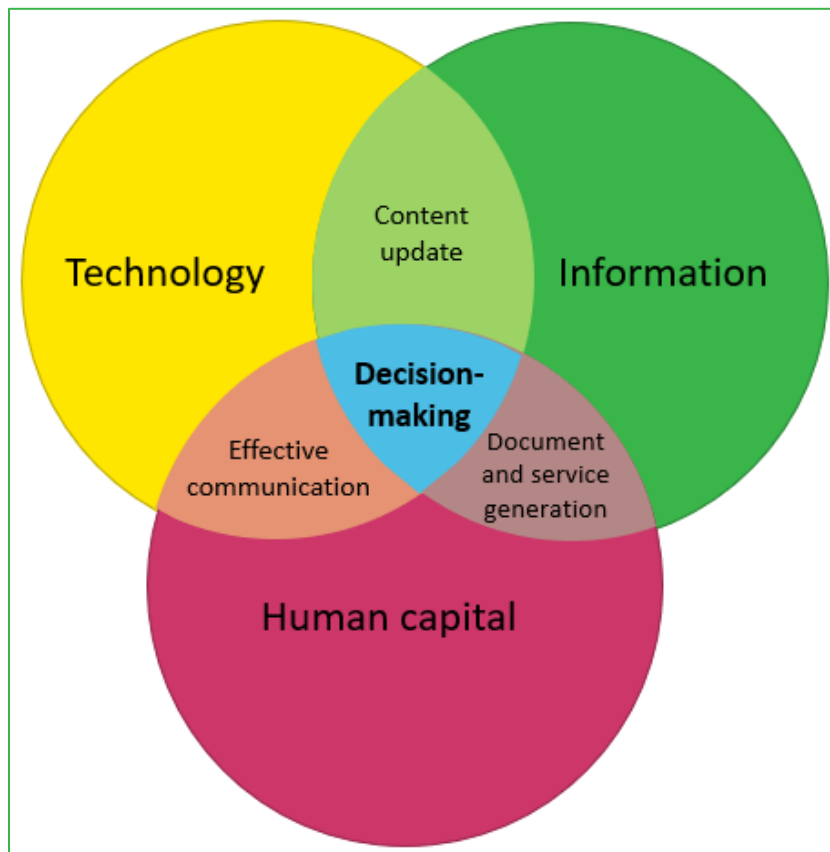 Content
update
Technology
Information
Decision-
making
Effective
communication
Document
and service
generation
Human capital